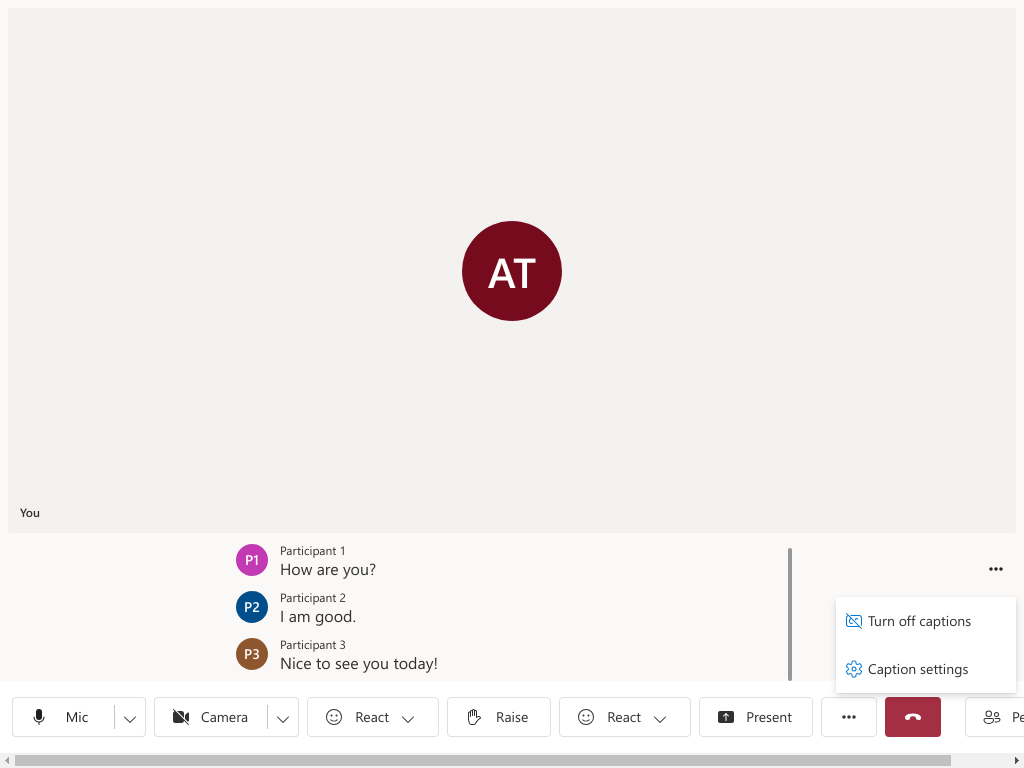 AT
You
P1
Participant 1
How are you?
P2
Participant 2
I am good.
P3
Participant 3
Nice to see you today!
Turn off captions
Caption settings
Mic
Camera
React
Raise
React
Present